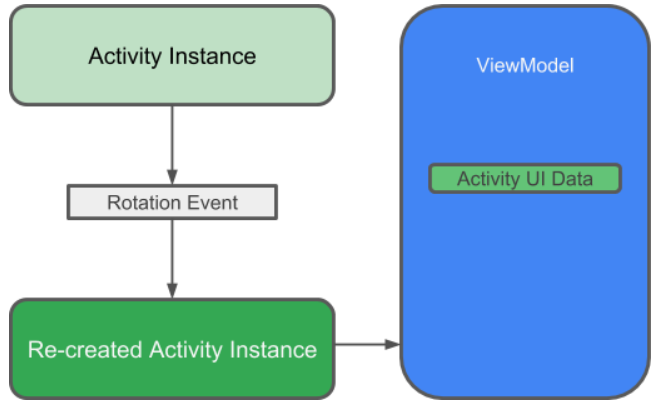 Activity Instance
ViewModel
Activity UI Data
Rotation Event
Re-created Activity Instance